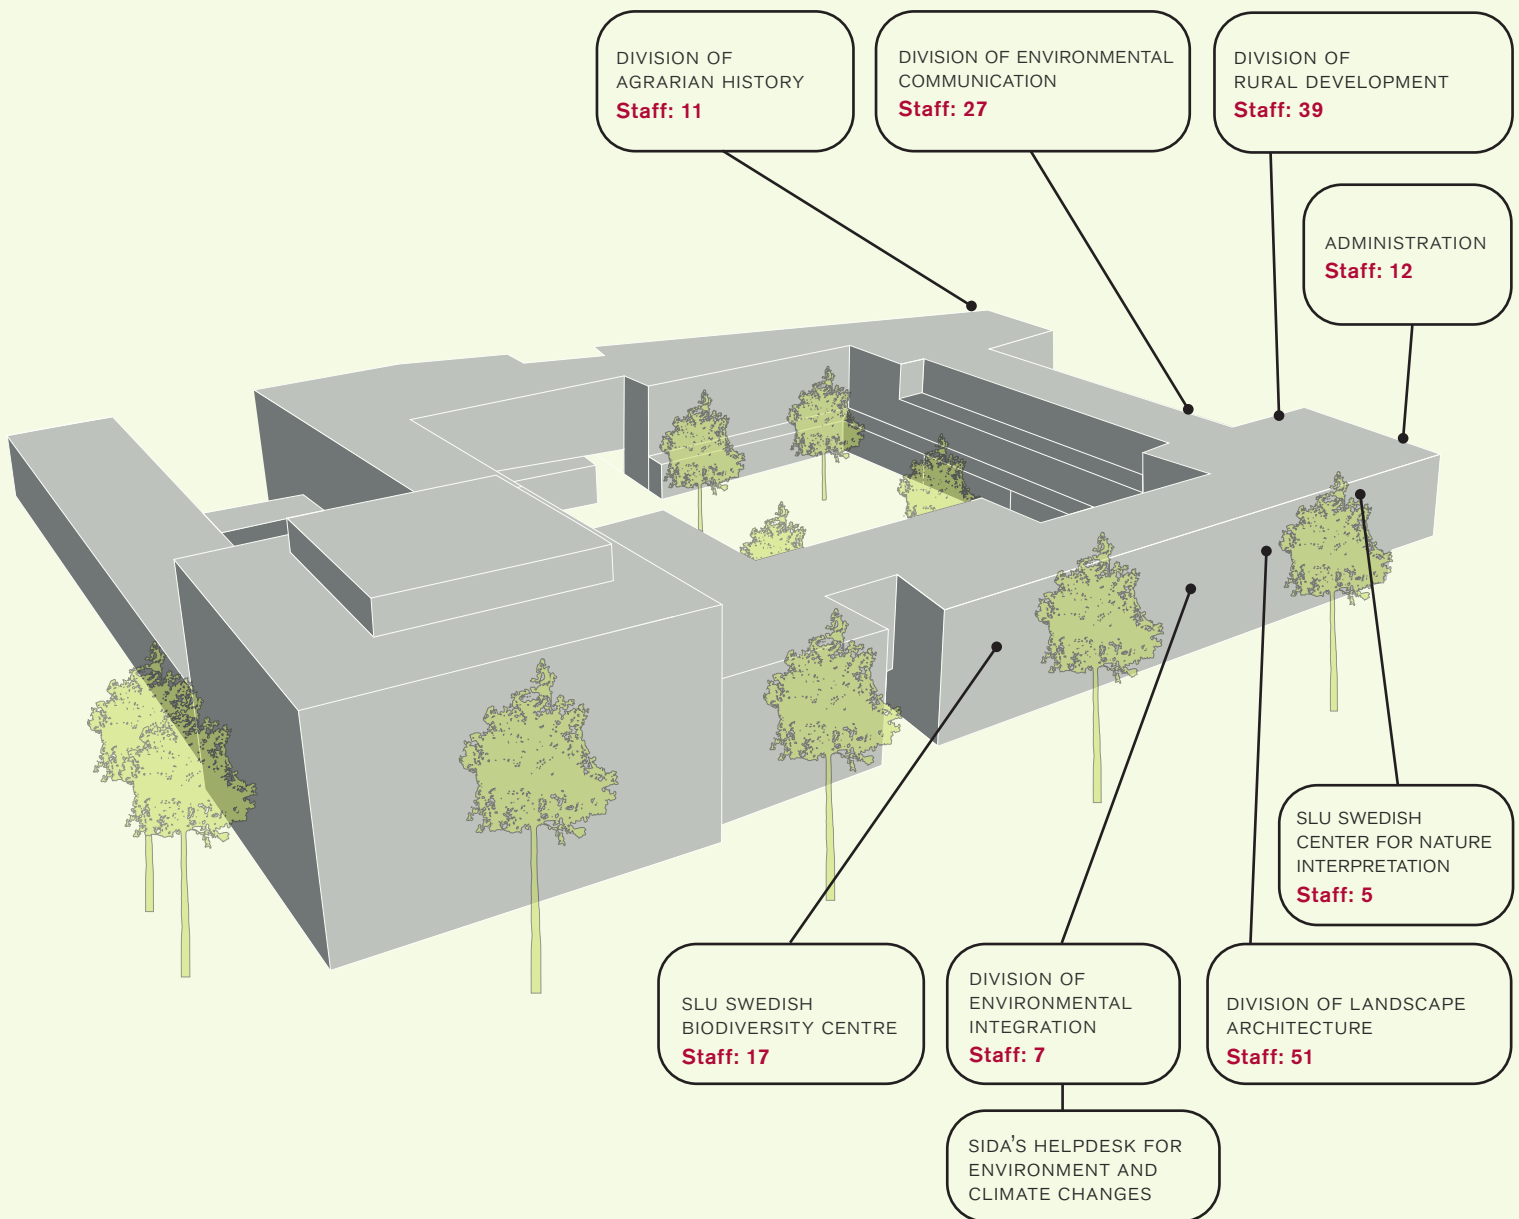 DIVISION OF
AGRARIAN HISTORY
Staff: 11
DIVISION OF ENVIRONMENTAL
COMMUNICATION
Staff: 27
DIVISION OF
RURAL DEVELOPMENT
Staff: 39
ADMINISTRATION
Staff: 12
SLU SWEDISH
CENTER FOR NATURE
INTERPRETATION
Staff: 5
SLU SWEDISH
BIODIVERSITY CENTRE
Staff: 17
DIVISION OF
ENVIRONMENTAL
INTEGRATION
Staff: 7
DIVISION OF LANDSCAPE
ARCHITECTURE
Staff: 51
SIDA'S HELPDESK FOR
ENVIRONMENT AND
CLIMATE CHANGES